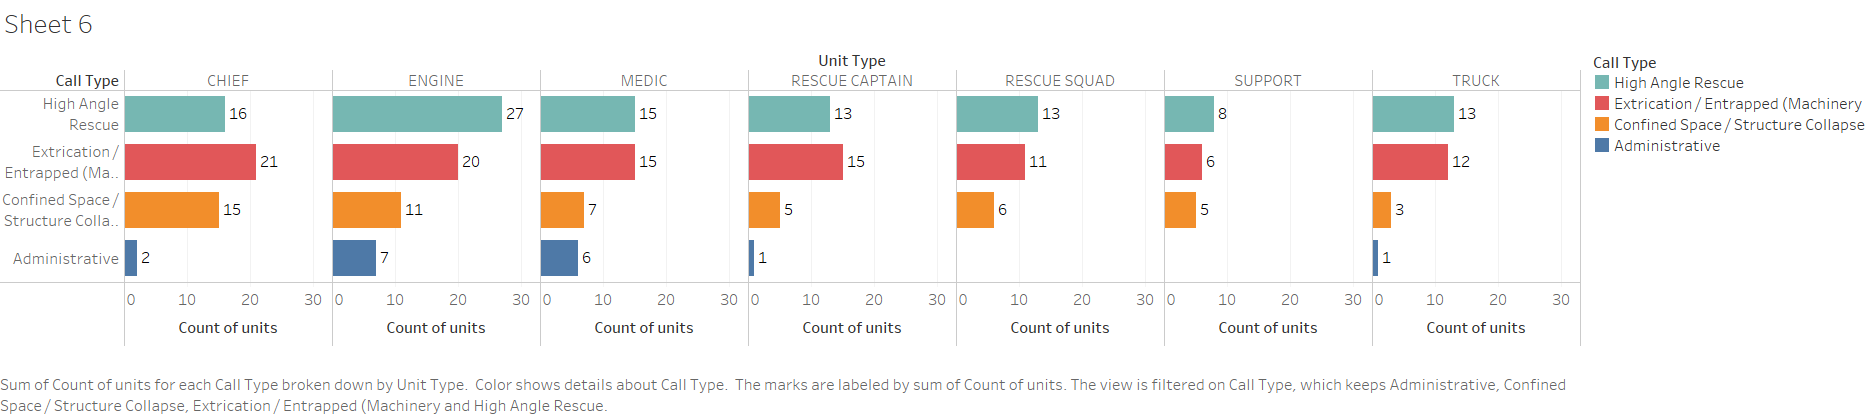 Sheet 6
Unit Type
Call Type CHIEF ENGINE MEDIC RESCUE CAPTAIN RESCUE SQUAD SUPPORT TRUCK
High Angle
Rescue
16 27 15 13 13 8 13
Extrication /
Entrapped (Ma..
21 20 15 15 11 6 12
Confined Space /
Structure Colla..
15 11 7 5 6 5 3
Administrative 2 7 6 1 1
0 10 20 30 0 10 20 30 0 10 20 30 0 10 20 30 0 10 20 30 0 10 20 30 0 10 20 30
Count of units Count of units Count of units Count of units Count of units Count of units Count of units
Call Type
High Angle Rescue
Extrication / Entrapped (Machinery
Confined Space / Structure Collapse
Administrative
Sum of Count of units for each Call Type broken down by Unit Type.  Color shows details about Call Type.  The marks are labeled by sum of Count of units. The view is filtered on Call Type, which keeps Administrative, Confined
Space / Structure Collapse, Extrication / Entrapped (Machinery and High Angle Rescue.